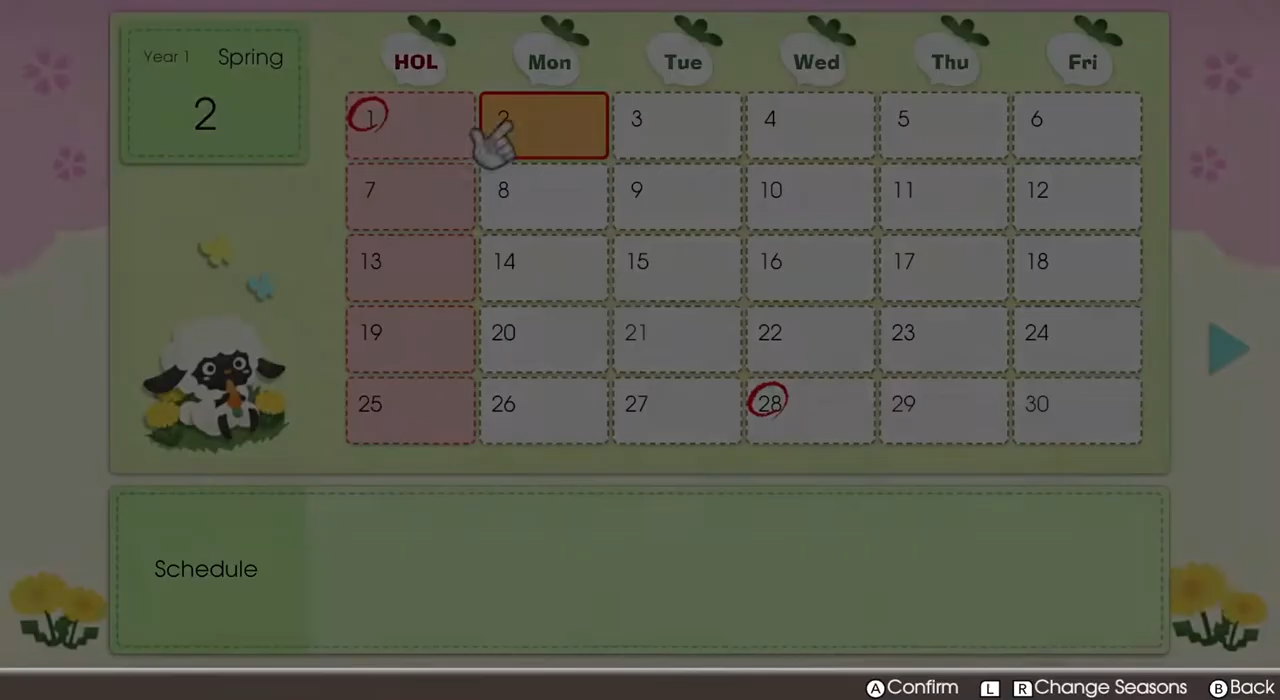 Year 1 Spring
2
HOL Mon Tue Wed Thu Fri
1 2 3 4 5 6
7 8 9 10 11 12
13 14 15 16 17 18
19 20 21 22 23 24
25 26 27 28 29 30
Schedule
A Confirm L R Change Seasons B Back